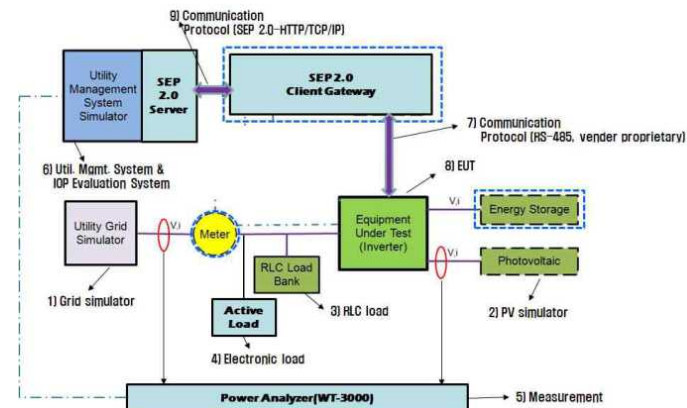 9) Communication
Protocol (SEP 2.0-HTTP/TCP/IP)
Utility
Management
System
Simulator
SEP
2.0
Server
SEP 2.0
Client Gateway
7) Communication
Protocol (RS-485, vender proprietary)
6) Util. Mgmt. System &
IOP Evaluation System
8) EUT
Utility Grid
Simulator
V,i
Meter
Equipment
Under Test
(Inverter)
V,i
Energy Storage
RLC Load
Bank
V,i
Photovoltaic
1) Grid simulator
Active
Load
3) RLC load
2) PV simulator
4) Electronic load
Power Analyzer(WT-3000)
5) Measurement